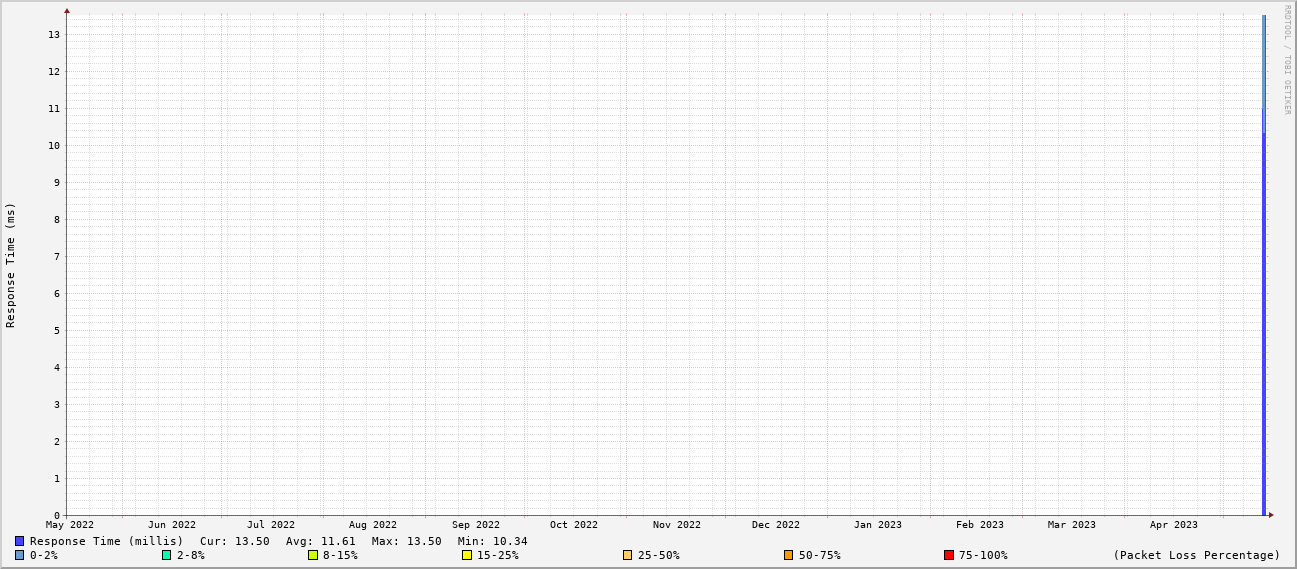 RRDTOOL / TOBI OETIKER
Response Time (ms)
13
12
11
10
9
8
7
6
5
4
3
2
1
0
May 2022 Jun 2022 Jul 2022 Aug 2022 Sep 2022 Oct 2022 Nov 2022 Dec 2022 Jan 2023 Feb 2023 Mar 2023 Apr 2023
Response Time (millis) Cur: 13.50 Avg: 11.61 Max: 13.50 Min: 10.34
0-2% 2-8% 8-15% 15-25% 25-50% 50-75% 75-100% (Packet Loss Percentage)